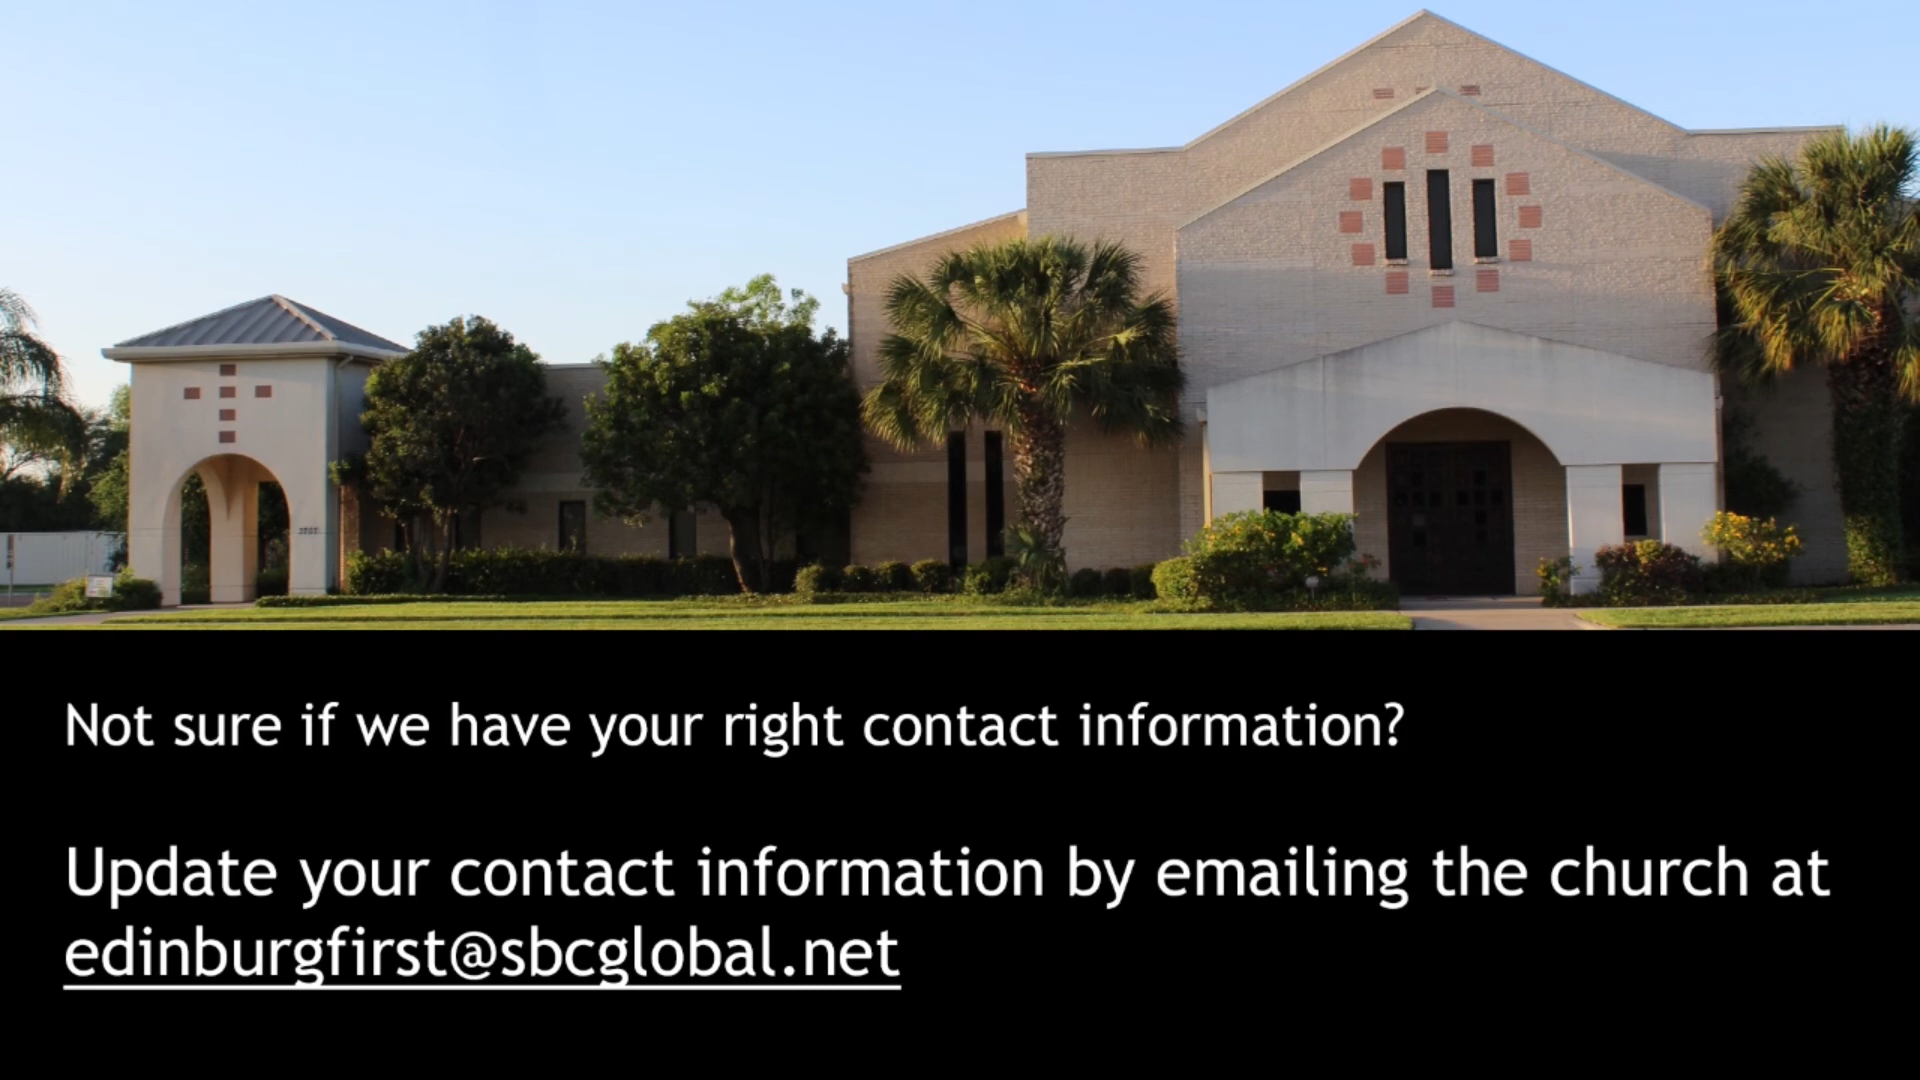 Not sure if we have your right contact information?
Update your contact information by emailing the church at
edinburgfirst@sbcglobal.net